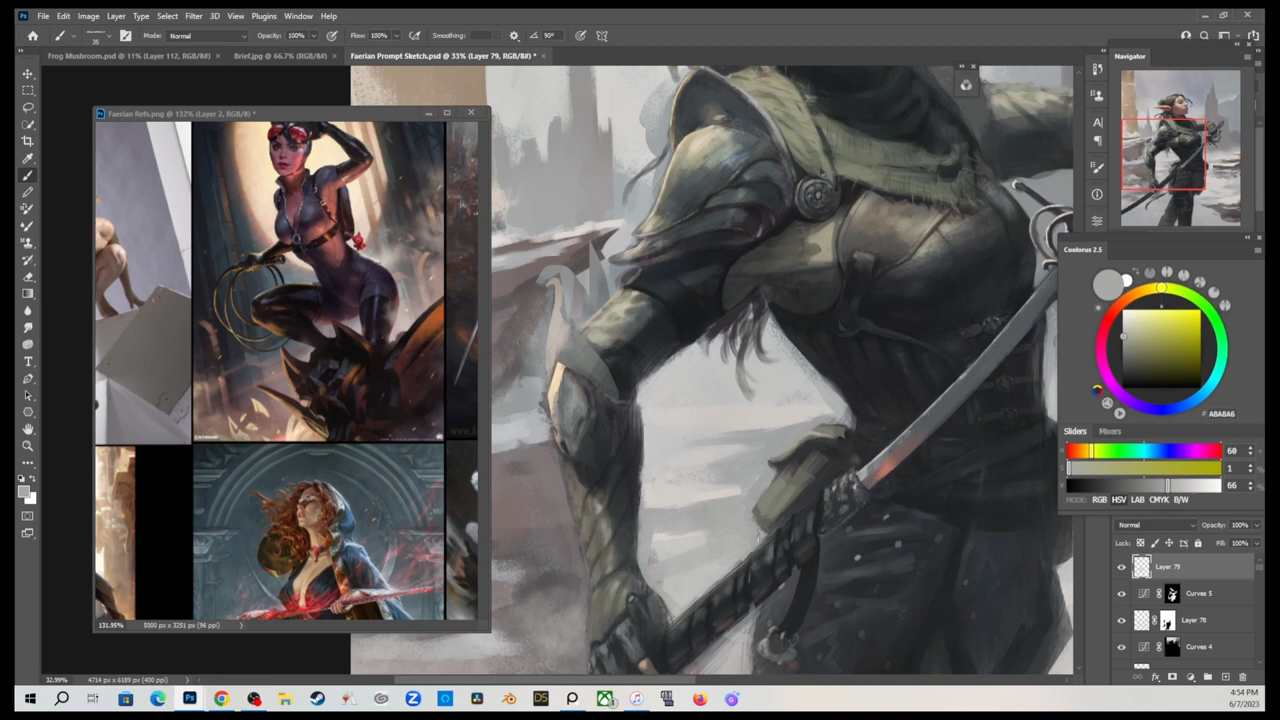 File Edit Image Layer Type Select Filter 3D View Plugins Window Help
35 Mode: Normal Opacity: 100% Flow: 100% Smoothing: 90°
Frog Mushroom.psd @ 11% (Layer 112, RGB/8#) × Brief.jpg @ 66.7% (RGB/8#) × Faerian Prompt Sketch.psd @ 33% (Layer 79, RGB/8#) * ×
Navigator
Faerian Refs.png @ 132% (Layer 2, RGB/8) *
Coolorus 2.5
# A8A8A6
Sliders Mixers
H 60
S 1
V 66
MODE: RGB HSV LAB CMYK B/W
Normal Opacity: 100%
Lock: Fill: 100%
Layer 79
Curves 5
Layer 78
Curves 4
131.95% 5000 px x 3251 px (96 ppi)
32.99% 4714 px x 6189 px (400 ppi)
4:54 PM
6/7/2023